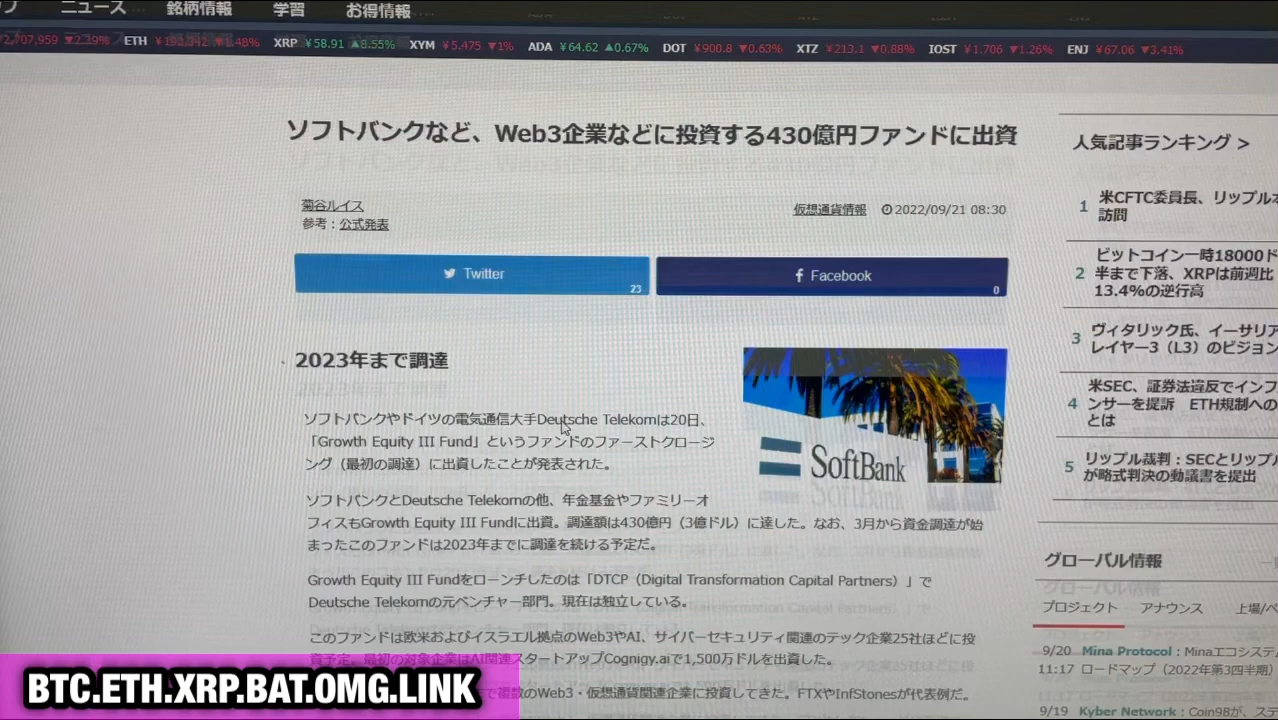 ニュース 銘柄情報 学習 お得情報
2,707,959 ▼2.19% ETH ¥192,342 ▼1.48% XRP ¥58.91 ▲8.55% XYM ¥5.475 ▼1% ADA ¥64.62 ▲0.67% DOT ¥900.8 ▼0.63% XTZ ¥213.1 ▼0.88% IOST ¥1.706 ▼1.26% ENJ ¥67.06 ▼3.41%
ソフトバンクなど、Web3企業などに投資する430億円ファンドに出資
菊谷ルイス
参考：公式発表
仮想通貨情報 2022/09/21 08:30
Twitter
23
Facebook
0
2023年まで調達
ソフトバンクやドイツの電気通信大手Deutsche Telekomは20日、
「Growth Equity III Fund」というファンドのファーストクロージ
ング（最初の調達）に出資したことが発表された。
SoftBank
ソフトバンクとDeutsche Telekomの他、年金基金やファミリーオ
フィスもGrowth Equity III Fundに出資。調達額は430億円（3億ドル）に達した。なお、3月から資金調達が始
まったこのファンドは2023年までに調達を続ける予定だ。
Growth Equity III Fundをローンチしたのは「DTCP（Digital Transformation Capital Partners）」で
Deutsche Telekomの元ベンチャー部門。現在は独立している。
このファンドは欧米およびイスラエル拠点のWeb3やAI、サイバーセキュリティ関連のテック企業25社ほどに投
資予定。最初の対象企業はAI関連スタートアップCognigy.aiで1,500万ドルを出資した。
で複数のWeb3・仮想通貨関連企業に投資してきた。FTXやInfStonesが代表例だ。
人気記事ランキング >
1 米CFTC委員長、リップル
訪問
2 ビットコイン一時18000ド
半まで下落、XRPは前週比
13.4%の逆行高
3 ヴィタリック氏、イーサリア
レイヤー3（L3）のビジョン
4 米SEC、証券法違反でインフ
ンサーを提訴 ETH規制への
とは
5 リップル裁判：SECとリップ
が略式判決の動議書を提出
グローバル情報
プロジェクト アナウンス 上場/
9/20 Mina Protocol：Minaエコシステ
11:17 ロードマップ（2022年第3四半期）
9/19 Kyber Network：Coin98が、ステ
BTC.ETH.XRP.BAT.OMG.LINK